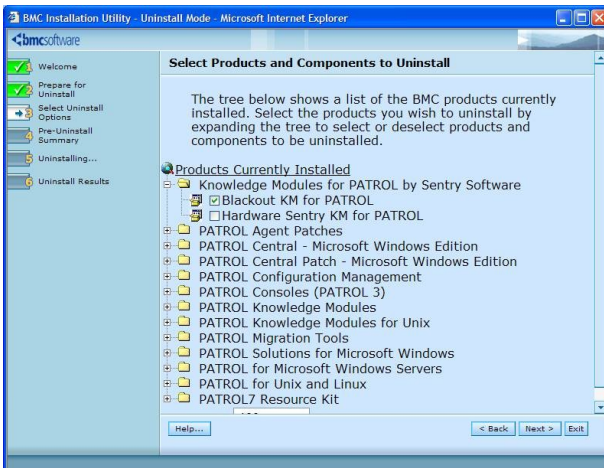 BMC Installation Utility - Uninstall Mode - Microsoft Internet Explorer
bmcsoftware
1 Welcome
2 Prepare for
Uninstall
3 Select Uninstall
Options
4 Pre-Uninstall
Summary
5 Uninstalling...
6 Uninstall Results
Select Products and Components to Uninstall
The tree below shows a list of the BMC products currently
installed. Select the products you wish to uninstall by
expanding the tree to select or deselect products and
components to be uninstalled.
Products Currently Installed
Knowledge Modules for PATROL by Sentry Software
Blackout KM for PATROL
Hardware Sentry KM for PATROL
PATROL Agent Patches
PATROL Central - Microsoft Windows Edition
PATROL Central Patch - Microsoft Windows Edition
PATROL Configuration Management
PATROL Consoles (PATROL 3)
PATROL Knowledge Modules
PATROL Knowledge Modules for Unix
PATROL Migration Tools
PATROL Solutions for Microsoft Windows
PATROL for Microsoft Windows Servers
PATROL for Unix and Linux
PATROL7 Resource Kit
Help...
< Back
Next >
Exit